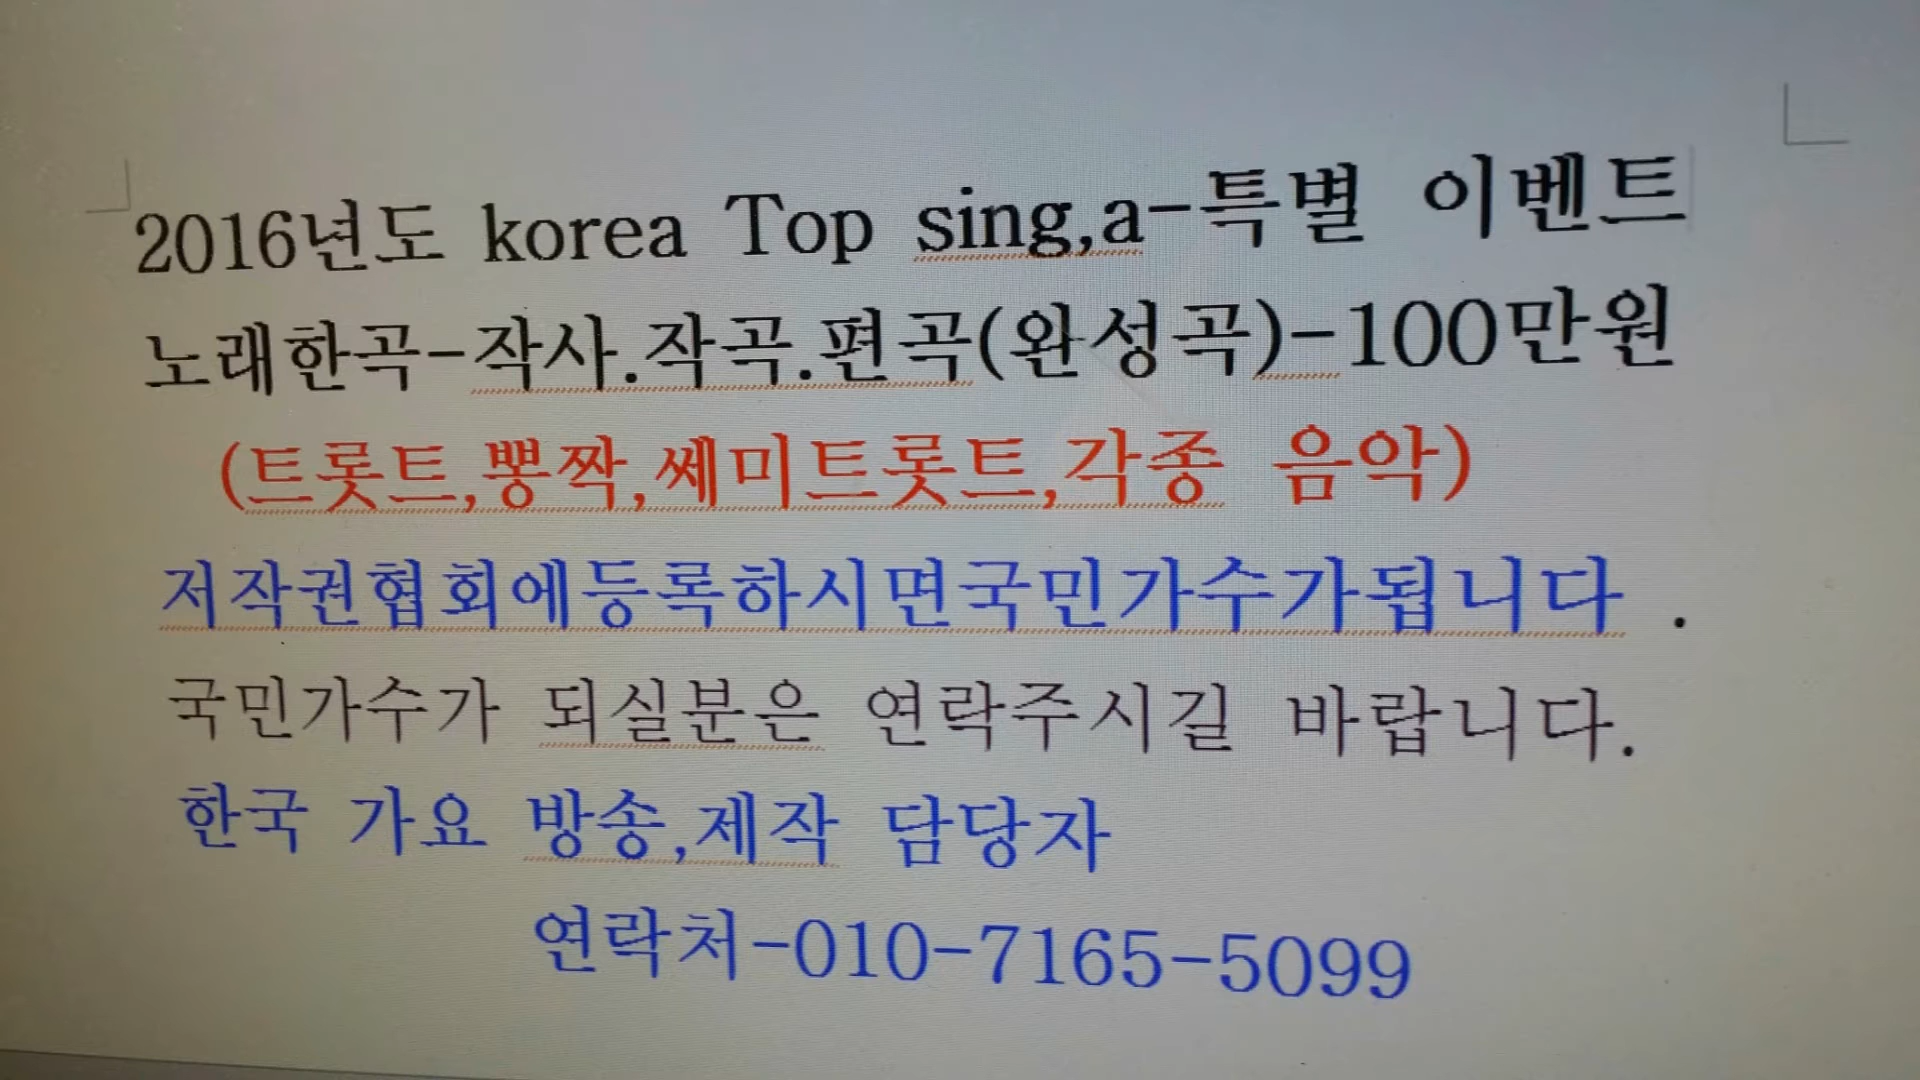 2016년도 korea Top sing,a-특별 이벤트
노래한곡-작사.작곡.편곡(완성곡)-100만원
(트롯트,뽕짝,쎄미트롯트,각종 음악)
저작권협회에등록하시면국민가수가됩니다 .
국민가수가 되실분은 연락주시길 바랍니다.
한국 가요 방송,제작 담당자
연락처-010-7165-5099